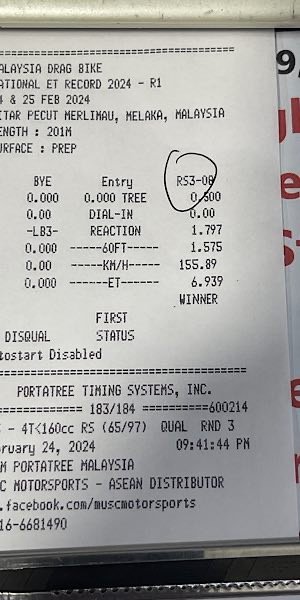 ALAYSIA DRAG BIKE
ATIONAL ET RECORD 2024 - R1
4 & 25 FEB 2024
ITAR PECUT MERLIMAU, MELAKA, MALAYSIA
ENGTH : 201M
URFACE : PREP
BYE Entry RS3-08
0.000 0.000 TREE 0.500
0.00 DIAL-IN 0.00
-LB3- REACTION 1.797
0.000 ------60FT----- 1.575
0.00 -----KM/H----- 155.89
0.000 ------ET------ 6.939
WINNER
FIRST
DISQUAL STATUS
tostart Disabled
PORTATREE TIMING SYSTEMS, INC.
183/184 600214
- 4T<160cc RS (65/97) QUAL RND 3
ruary 24, 2024 09:41:44 PM
M PORTATREE MALAYSIA
C MOTORSPORTS - ASEAN DISTRIBUTOR
.facebook.com/muscmotorsports
16-6681490
9/